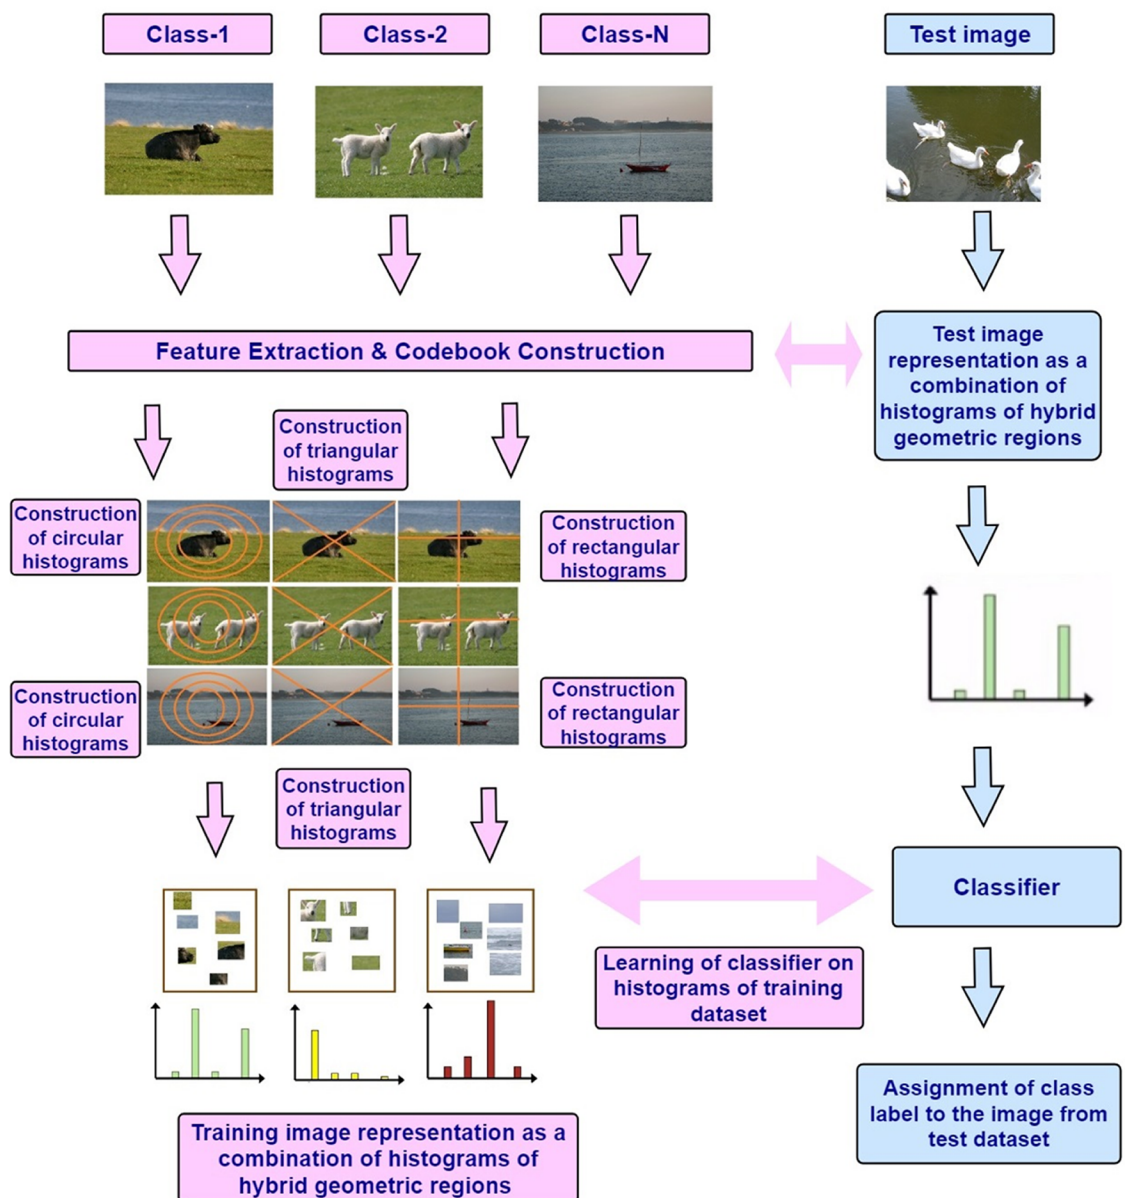 Class-1
Class-2
Class-N
Test image
Feature Extraction & Codebook Construction
Test image
representation as a
combination of
histograms of hybrid
geometric regions
Construction
of triangular
histograms
Construction
of circular
histograms
Construction
of rectangular
histograms
Construction
of circular
histograms
Construction
of rectangular
histograms
Construction
of triangular
histograms
Classifier
Learning of classifier on
histograms of training
dataset
Assignment of class
label to the image from
test dataset
Training image representation as a
combination of histograms of
hybrid geometric regions